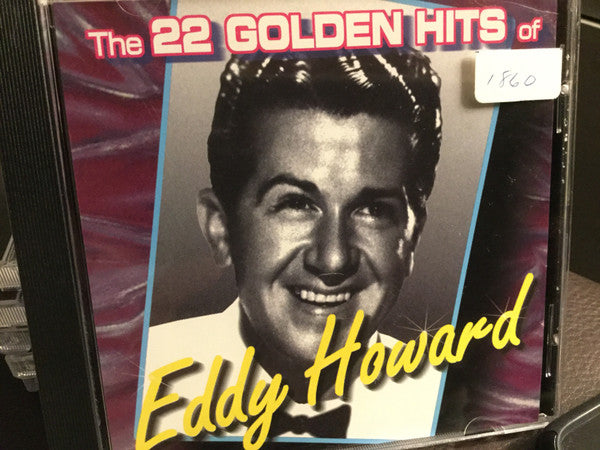 The 22 GOLDEN HITS of
1860
Eddy Howard